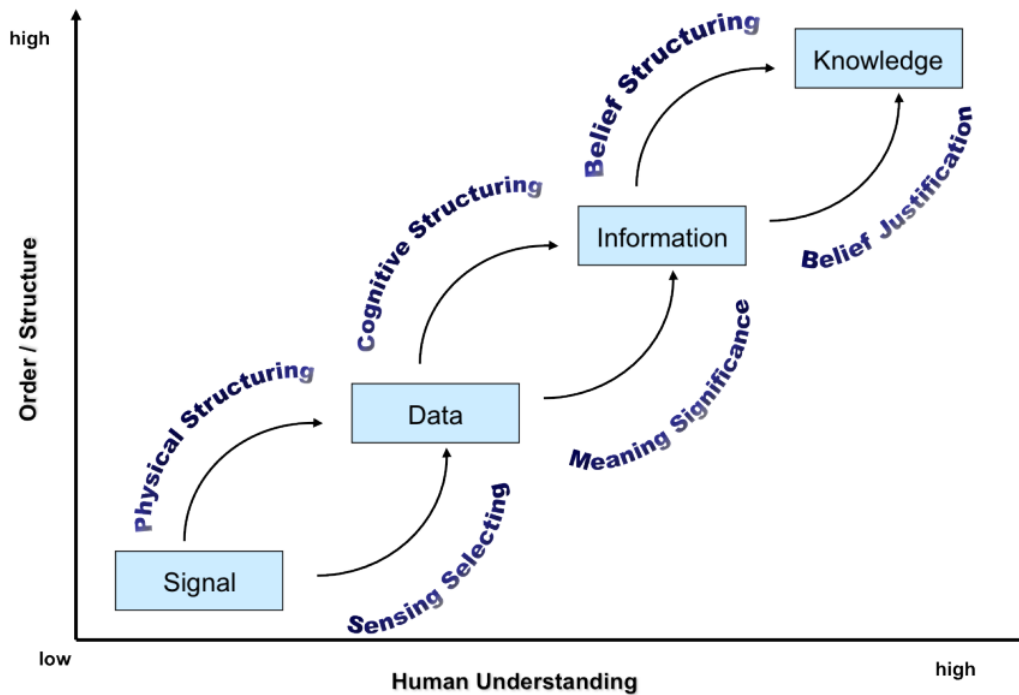 high
Knowledge
Belief Structuring
Belief Justification
Information
Cognitive Structuring
Order / Structure
Meaning Significance
Data
Physical Structuring
Sensing Selecting
Signal
low
high
Human Understanding